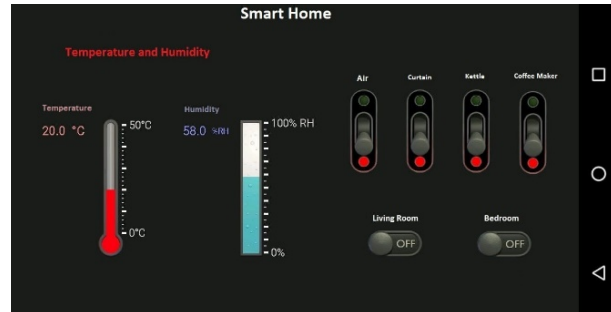 Smart Home
Temperature and Humidity
Air
Curtain
Kettle
Coffee Maker
Temperature
Humidity
20.0 °C
50°C
58.0 %RH
100% RH
0°C
0%
Living Room
Bedroom
OFF
OFF